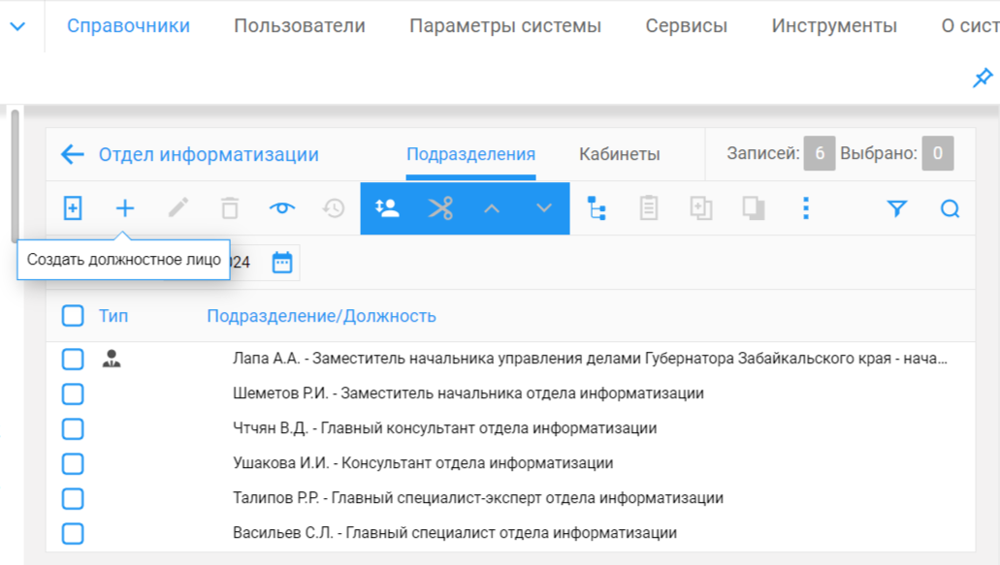 Справочники Пользователи Параметры системы Сервисы Инструменты О сист
Отдел информатизации Подразделения Кабинеты Записей: 6 Выбрано: 0
Создать должностное лицо 024
Тип Подразделение/Должность
Лапа А.А. - Заместитель начальника управления делами Губернатора Забайкальского края - нача...
Шеметов Р.И. - Заместитель начальника отдела информатизации
Чтчян В.Д. - Главный консультант отдела информатизации
Ушакова И.И. - Консультант отдела информатизации
Талипов Р.Р. - Главный специалист-эксперт отдела информатизации
Васильев С.Л. - Главный специалист отдела информатизации